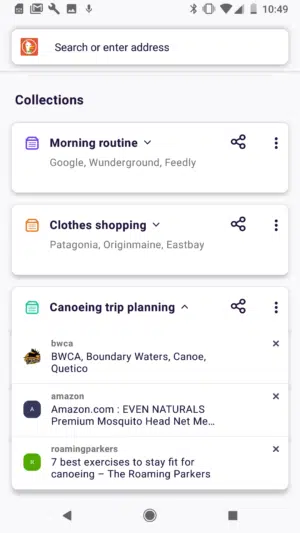 10:49
Search or enter address
Collections
Morning routine
Google, Wunderground, Feedly
Clothes shopping
Patagonia, Originmaine, Eastbay
Canoeing trip planning
bwca
BWCA, Boundary Waters, Canoe,
Quetico
amazon
A
Amazon.com : EVEN NATURALS
Premium Mosquito Head Net Me...
roamingparkers
7 best exercises to stay fit for
canoeing – The Roaming Parkers